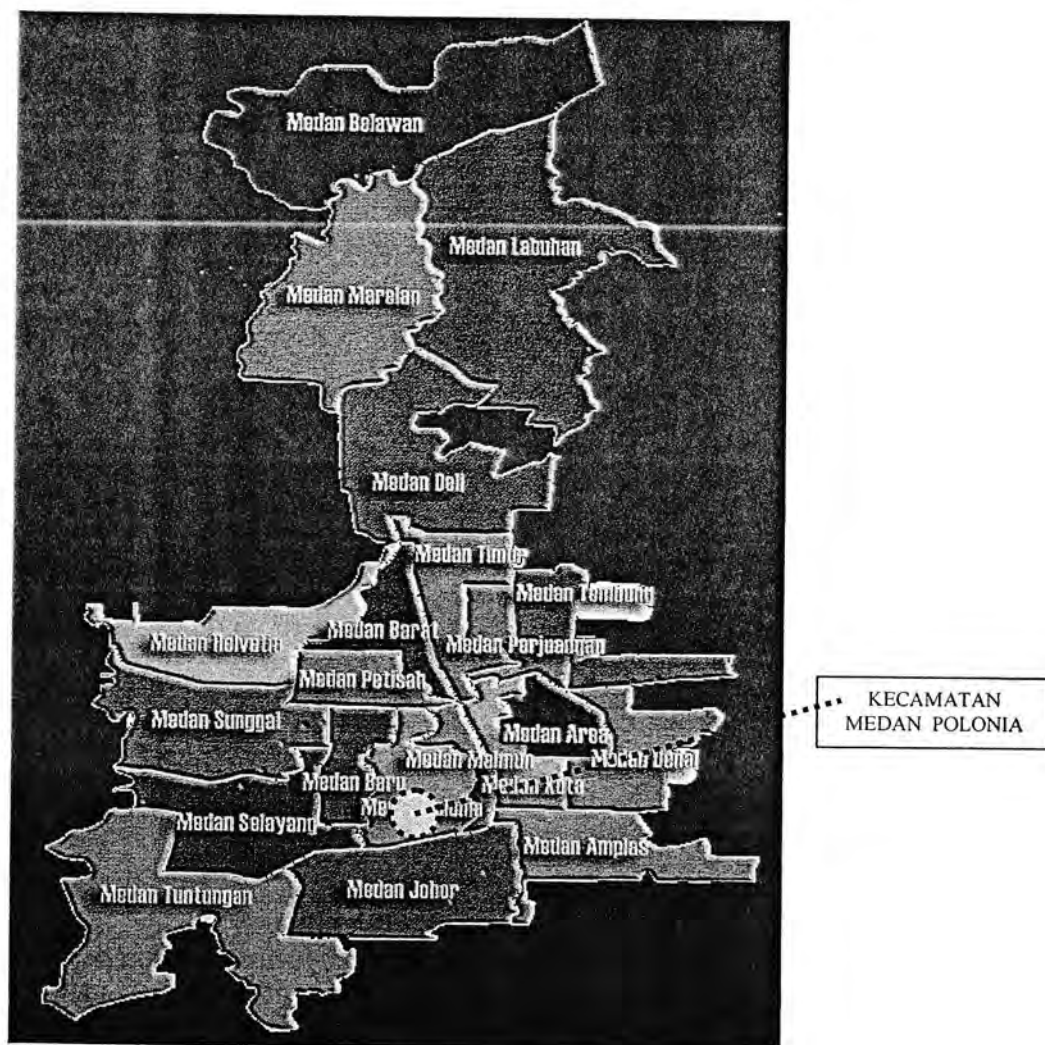 Medan Belawan
Medan Labuhan
Medan Marelan
Medan Deli
Medan Timur
Medan Tembung
Medan Barat
Medan Perjuangan
Medan Helvetia
Medan Petisah
KECAMATAN
MEDAN POLONIA
Medan Sunggal
Medan Area
Medan Maimun
Medan Denai
Medan Baru
Medan Kota
Medan Selayang
Medan Amplas
Medan Johor
Medan Tuntungan